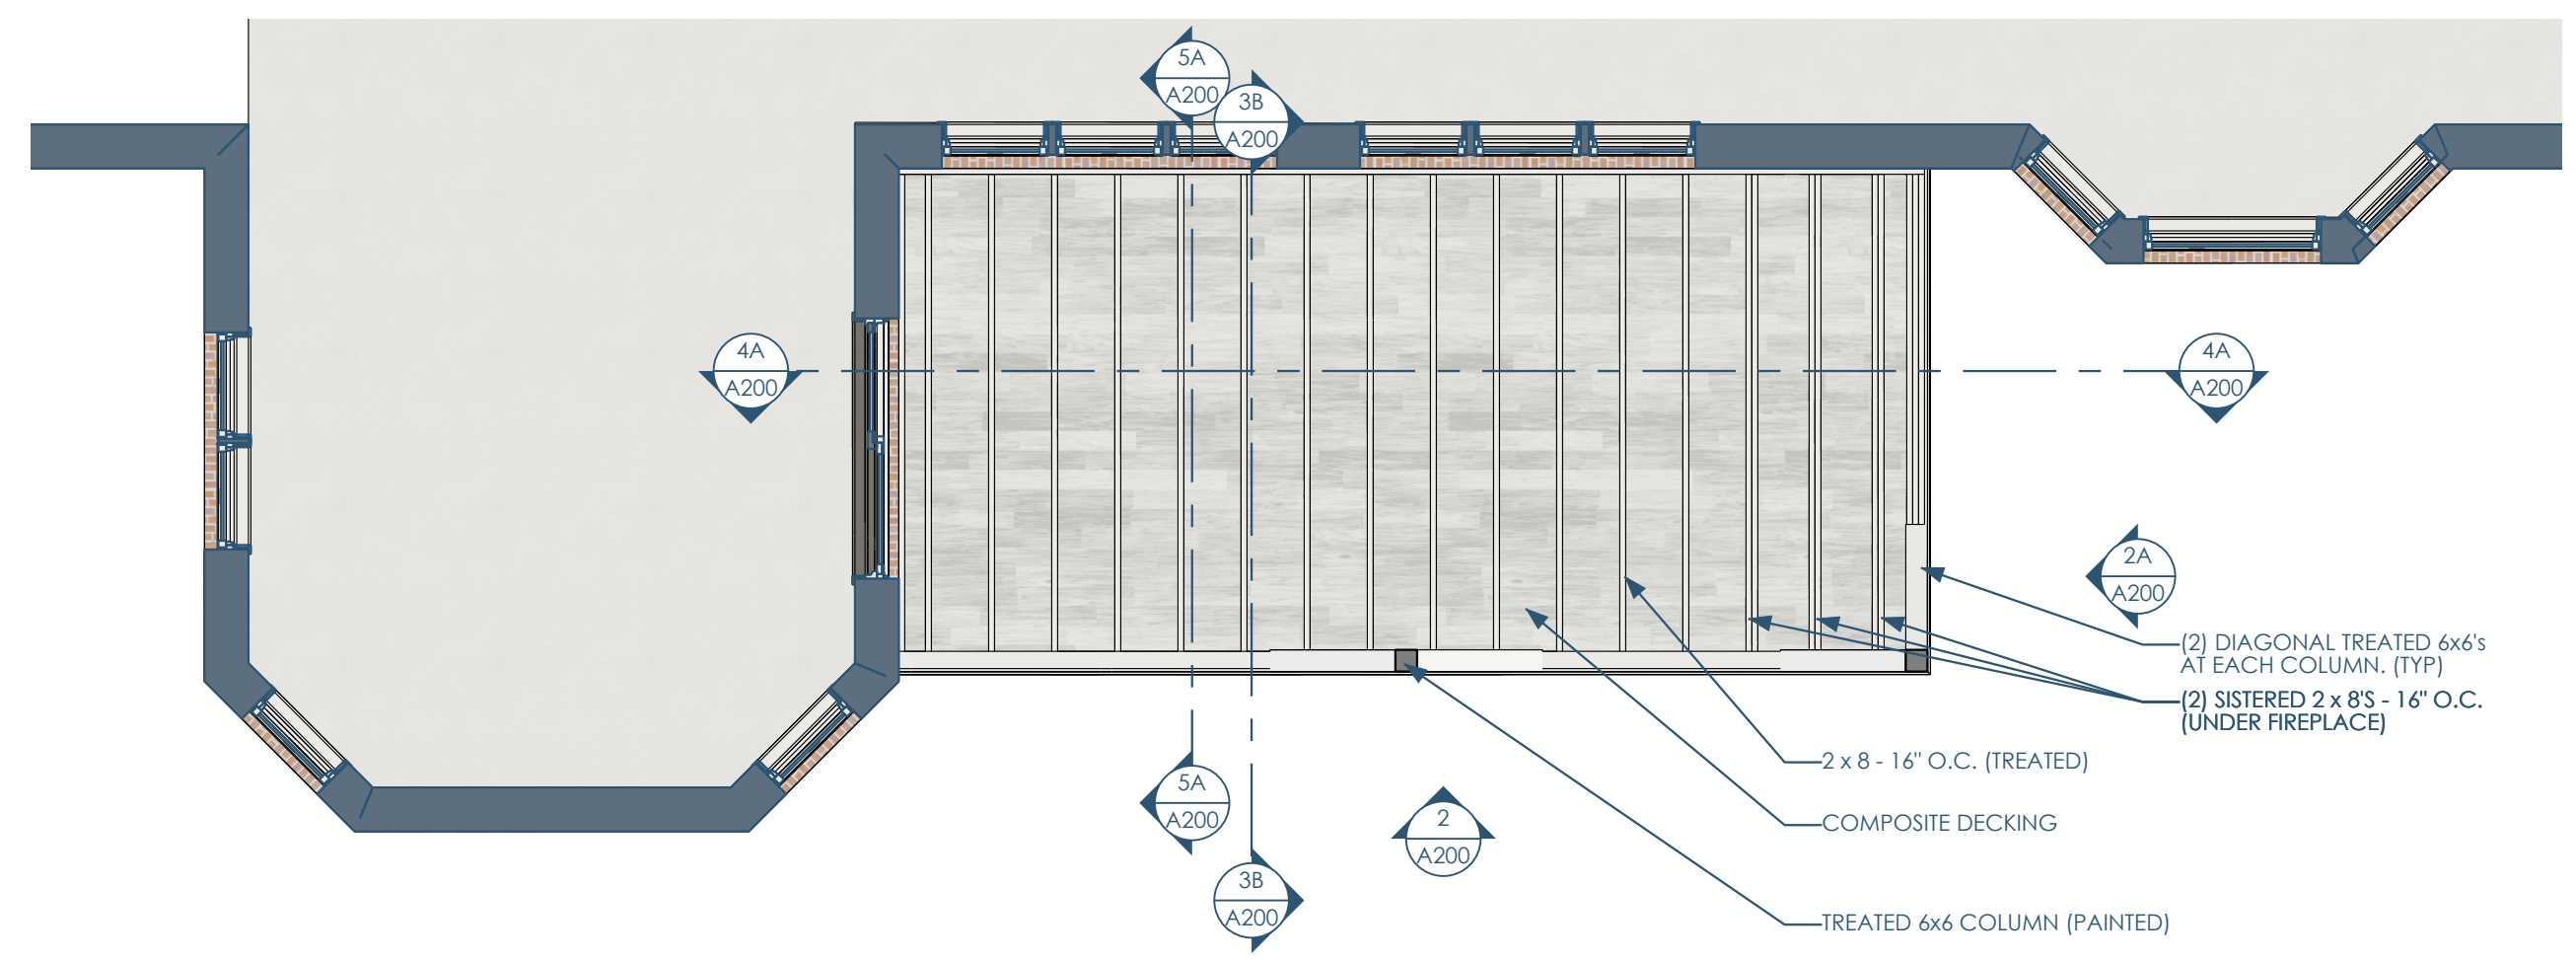 5A
A200
3B
A200
4A
A200
4A
A200
2A
A200
(2) DIAGONAL TREATED 6x6's
AT EACH COLUMN. (TYP)
(2) SISTERED 2 x 8'S - 16" O.C.
(UNDER FIREPLACE)
2 x 8 - 16" O.C. (TREATED)
5A
A200
2
A200
COMPOSITE DECKING
3B
A200
TREATED 6x6 COLUMN (PAINTED)